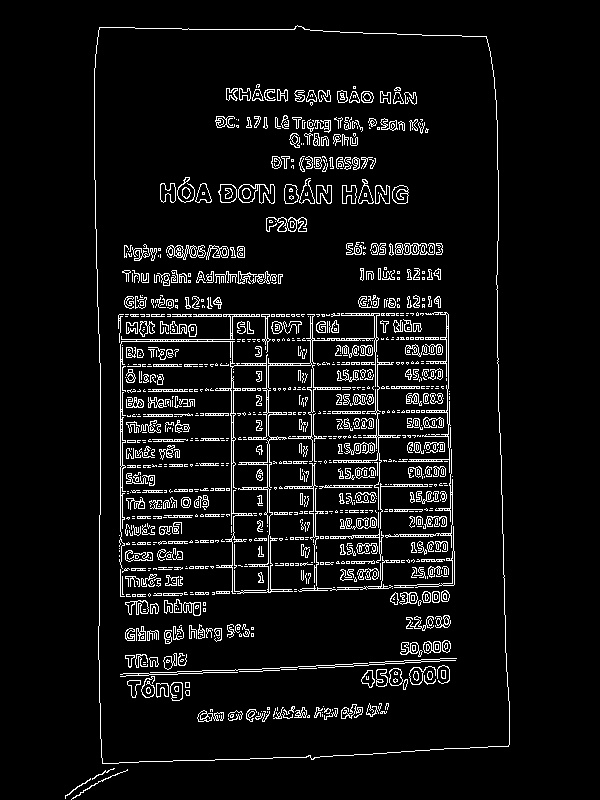 KHÁCH SẠN BẢO HÂN
ĐC: 171 Lê Trọng Tấn, P.Sơn Kỳ,
Q.Tân Phú
ĐT: (38)165977
HÓA ĐƠN BÁN HÀNG
P202
Ngày: 08/05/2018 Số: 051800003
Thu ngân: Administrator In lúc: 12:14
Giờ vào: 12:14 Giờ ra: 12:14
Mặt hàng SL ĐVT Giá T tiền
Bia Tiger 3 ly 20,000 60,000
Ô long 3 ly 15,000 45,000
Bia Heniken 2 ly 25,000 50,000
Thuốc Mèo 2 ly 25,000 50,000
Nước yến 4 ly 15,000 60,000
Sting 6 ly 15,000 90,000
Trà xanh O độ 1 ly 15,000 15,000
Nước suối 2 ly 10,000 20,000
Coca Cola 1 ly 15,000 15,000
Thuốc Jet 1 ly 25,000 25,000
Tiền hàng: 430,000
Giảm giá hàng 5%: 22,000
Tiền giờ 50,000
Tổng: 458,000
Cảm ơn Quý khách. Hẹn gặp lại!